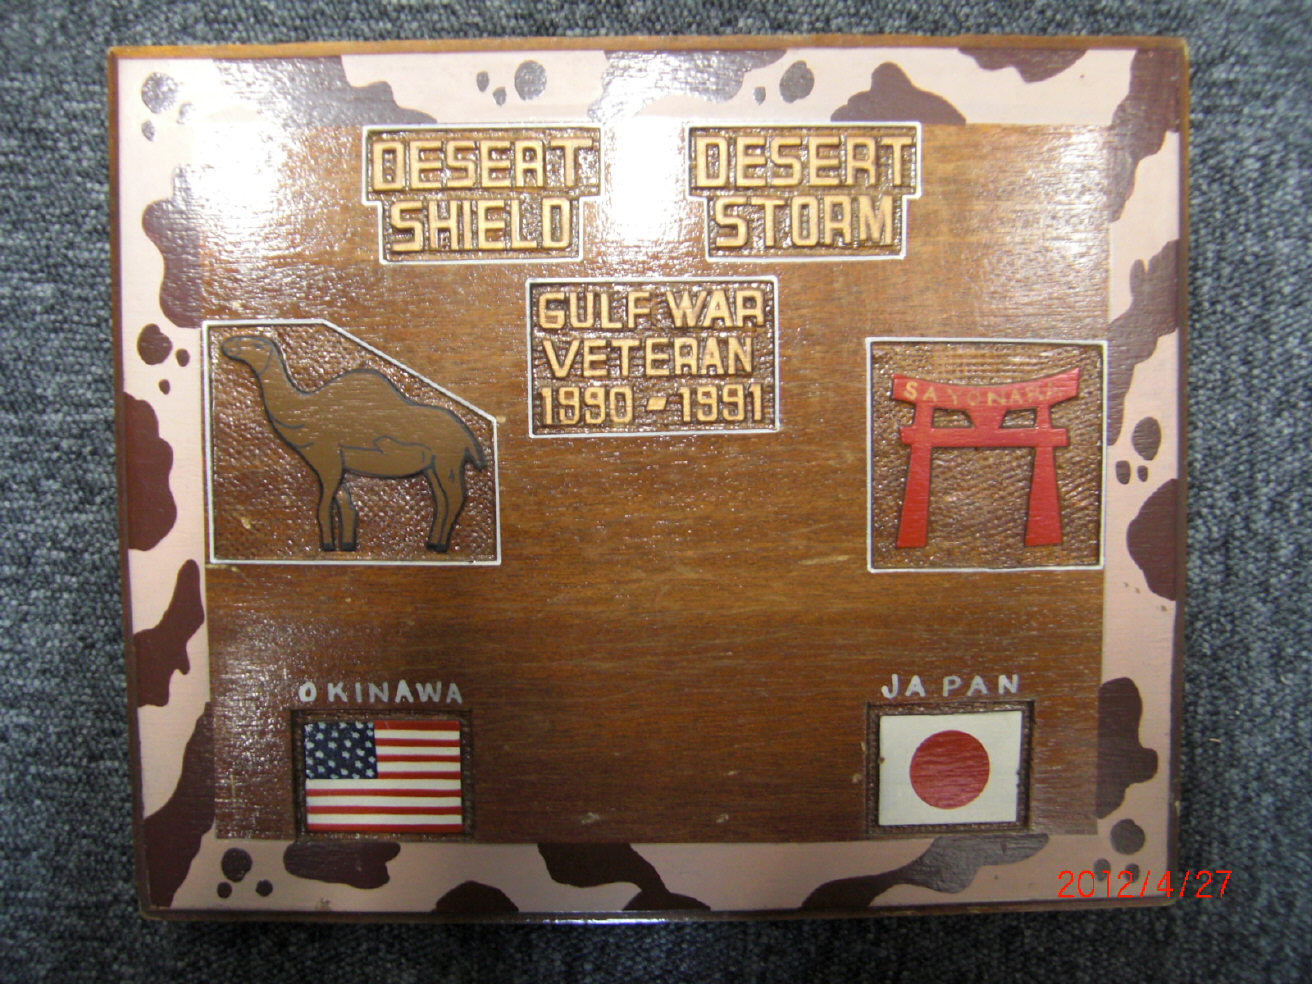 DESERT
SHIELD
DESERT
STORM
GULF WAR
VETERAN
1990-1991
SAYONARA
OKINAWA
JAPAN
2012/4/27